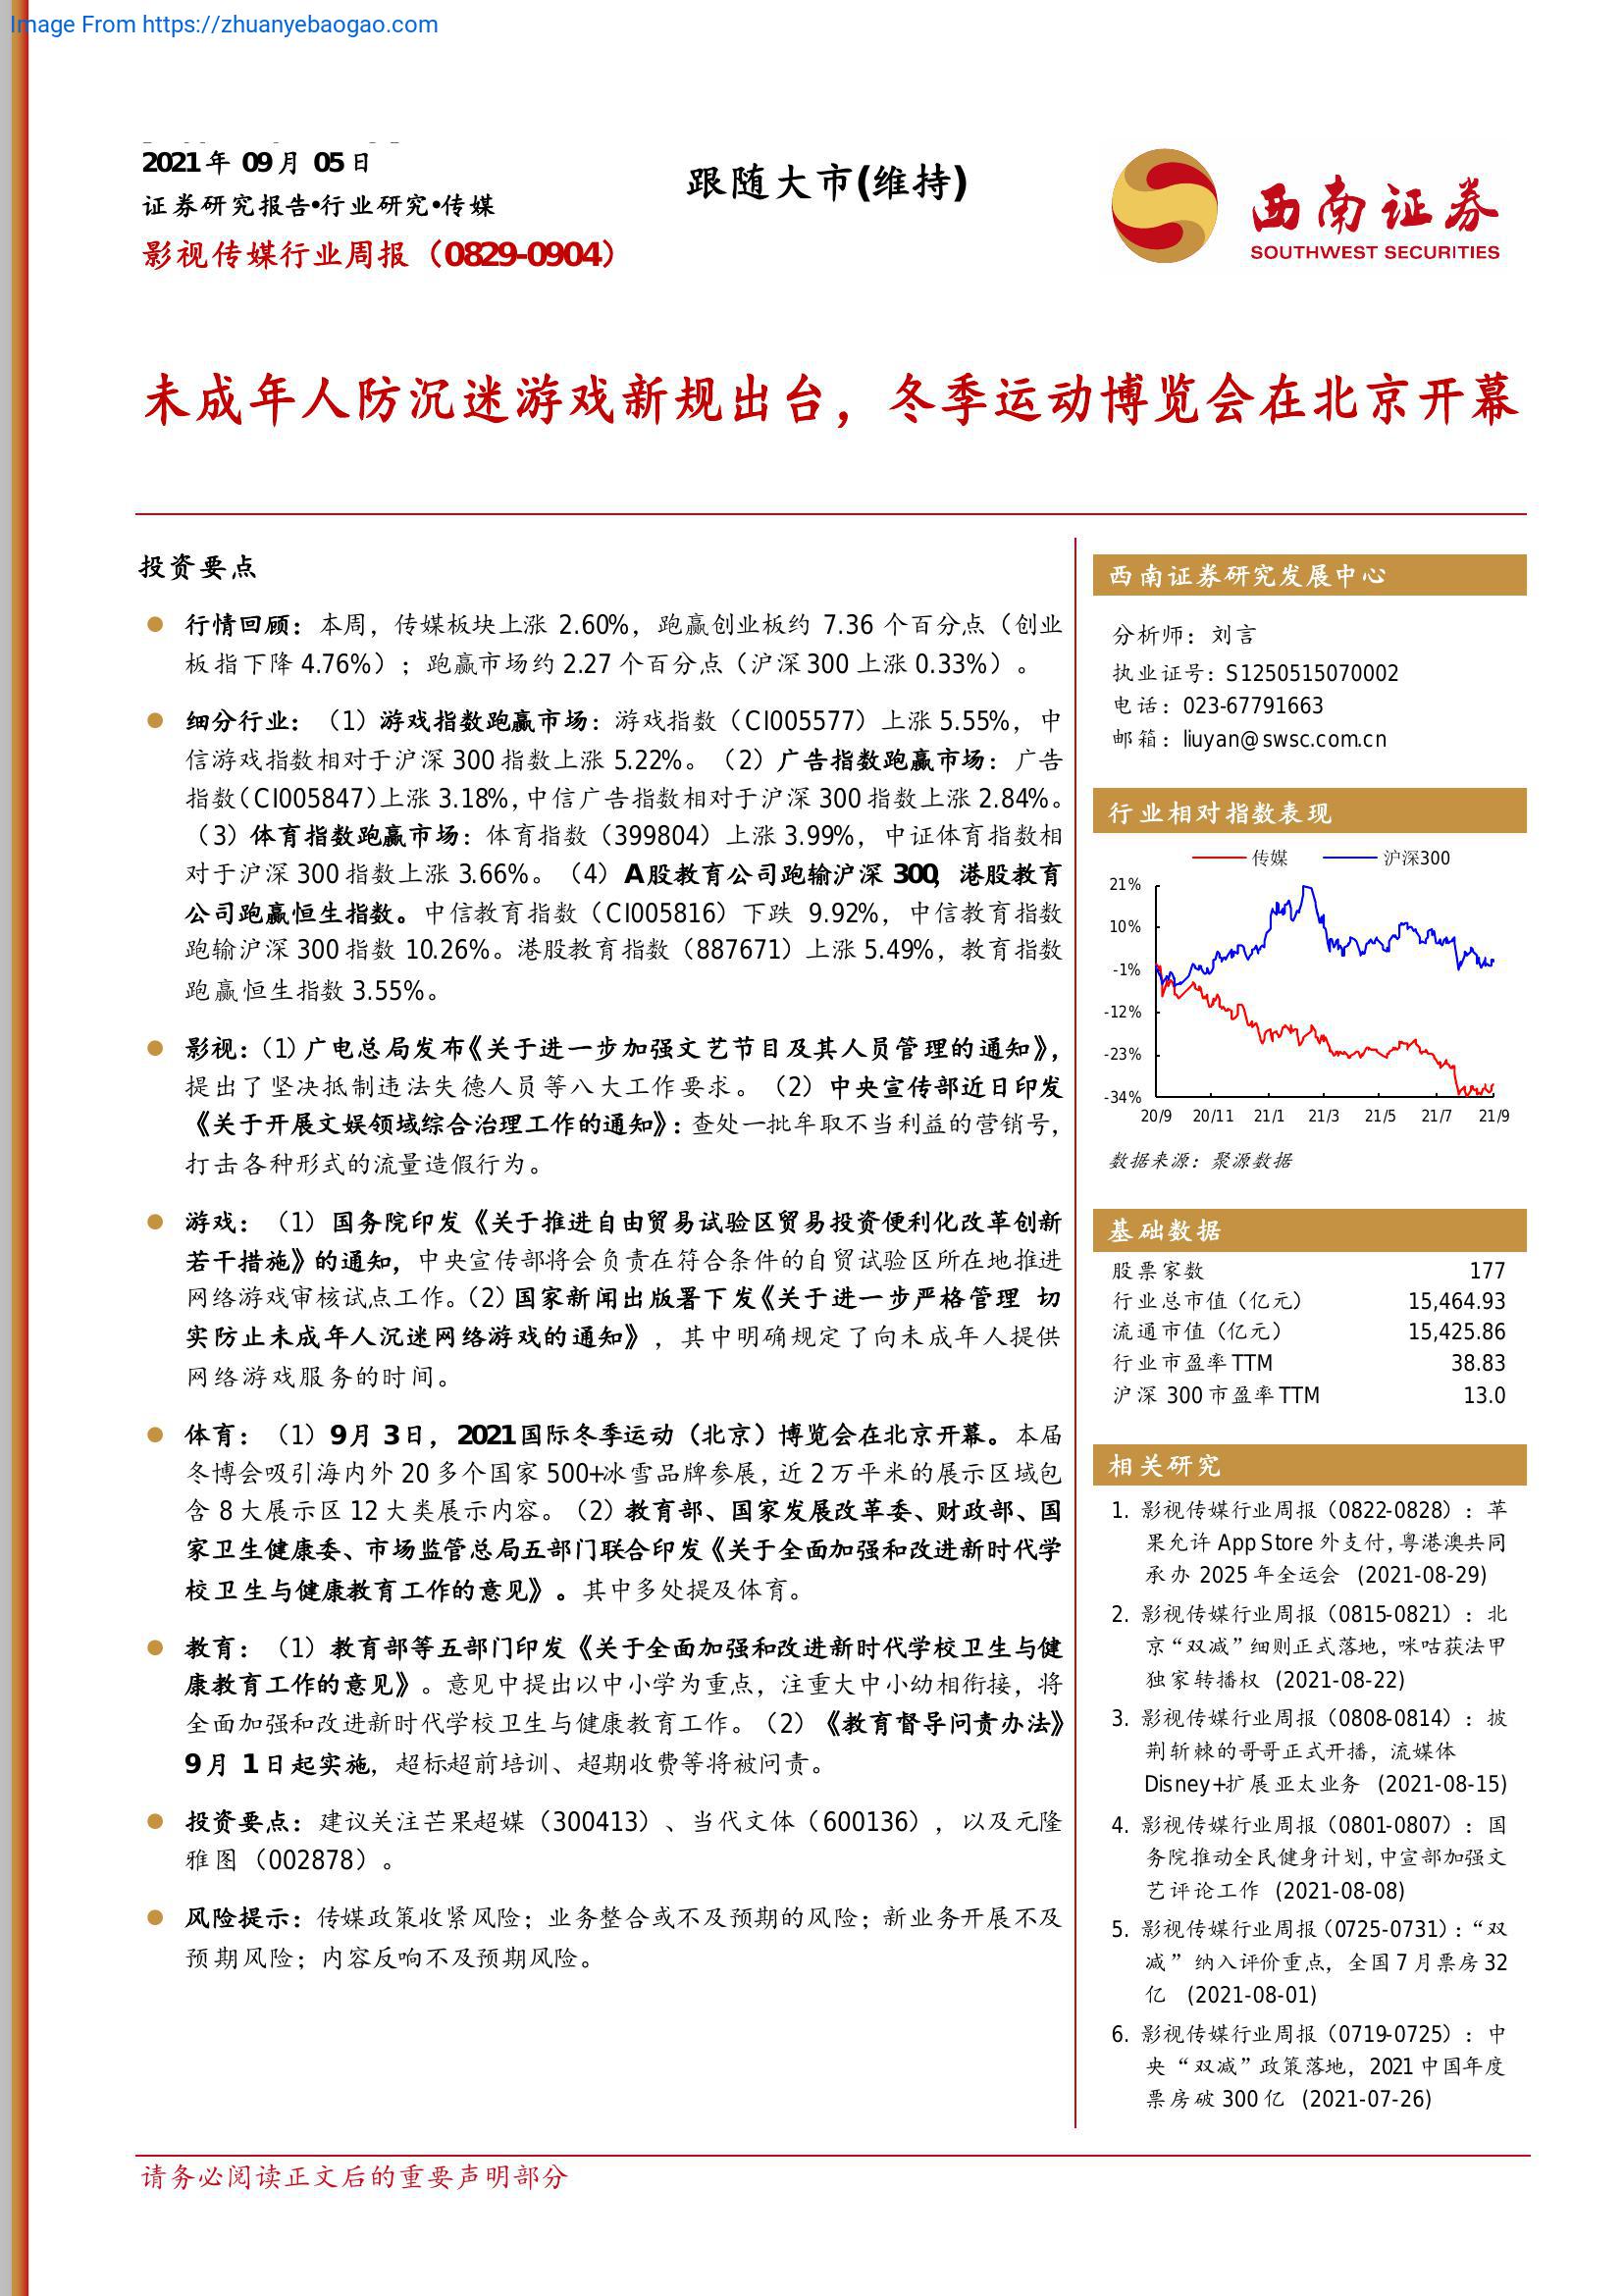 Image From https://zhuanyebaogao.com
2021年 09月 05日
证券研究报告•行业研究•传媒
影视传媒行业周报（0829-0904）
跟随大市(维持)
西南证券
SOUTHWEST SECURITIES
未成年人防沉迷游戏新规出台，冬季运动博览会在北京开幕
投资要点
行情回顾：本周，传媒板块上涨 2.60%，跑赢创业板约 7.36 个百分点（创业
板指下降 4.76%）；跑赢市场约 2.27 个百分点（沪深 300 上涨 0.33%）。
细分行业：（1）游戏指数跑赢市场：游戏指数（CI005577）上涨 5.55%，中
信游戏指数相对于沪深 300 指数上涨 5.22%。（2）广告指数跑赢市场：广告
指数（CI005847）上涨 3.18%，中信广告指数相对于沪深 300 指数上涨 2.84%。
（3）体育指数跑赢市场：体育指数（399804）上涨 3.99%，中证体育指数相
对于沪深 300 指数上涨 3.66%。（4）A股教育公司跑输沪深 300，港股教育
公司跑赢恒生指数。中信教育指数（CI005816）下跌 9.92%，中信教育指数
跑输沪深 300 指数 10.26%。港股教育指数（887671）上涨 5.49%，教育指数
跑赢恒生指数 3.55%。
影视：（1）广电总局发布《关于进一步加强文艺节目及其人员管理的通知》，
提出了坚决抵制违法失德人员等八大工作要求。（2）中央宣传部近日印发
《关于开展文娱领域综合治理工作的通知》：查处一批牟取不当利益的营销号，
打击各种形式的流量造假行为。
游戏：（1）国务院印发《关于推进自由贸易试验区贸易投资便利化改革创新
若干措施》的通知，中央宣传部将会负责在符合条件的自贸试验区所在地推进
网络游戏审核试点工作。（2）国家新闻出版署下发《关于进一步严格管理 切
实防止未成年人沉迷网络游戏的通知》，其中明确规定了向未成年人提供
网络游戏服务的时间。
体育：（1）9月 3日，2021国际冬季运动（北京）博览会在北京开幕。本届
冬博会吸引海内外 20 多个国家 500+冰雪品牌参展，近 2 万平米的展示区域包
含 8 大展示区 12 大类展示内容。（2）教育部、国家发展改革委、财政部、国
家卫生健康委、市场监管总局五部门联合印发《关于全面加强和改进新时代学
校卫生与健康教育工作的意见》。其中多处提及体育。
教育：（1）教育部等五部门印发《关于全面加强和改进新时代学校卫生与健
康教育工作的意见》。意见中提出以中小学为重点，注重大中小幼相衔接，将
全面加强和改进新时代学校卫生与健康教育工作。（2）《教育督导问责办法》
9月 1日起实施，超标超前培训、超期收费等将被问责。
投资要点：建议关注芒果超媒（300413）、当代文体（600136），以及元隆
雅图（002878）。
风险提示：传媒政策收紧风险；业务整合或不及预期的风险；新业务开展不及
预期风险；内容反响不及预期风险。
西南证券研究发展中心
分析师：刘言
执业证号：S1250515070002
电话：023-67791663
邮箱：liuyan@swsc.com.cn
行业相对指数表现
传媒 沪深300
21%
10%
-1%
-12%
-23%
-34%
20/9 20/11 21/1 21/3 21/5 21/7 21/9
数据来源：聚源数据
基础数据
股票家数 177
行业总市值（亿元） 15,464.93
流通市值（亿元） 15,425.86
行业市盈率TTM 38.83
沪深 300 市盈率TTM 13.0
相关研究
1. 影视传媒行业周报（0822-0828）：苹
果允许 App Store 外支付，粤港澳共同
承办 2025 年全运会 (2021-08-29)
2. 影视传媒行业周报（0815-0821）：北
京“双减”细则正式落地，咪咕获法甲
独家转播权 (2021-08-22)
3. 影视传媒行业周报（0808-0814）：披
荆斩棘的哥哥正式开播，流媒体
Disney+扩展亚太业务 (2021-08-15)
4. 影视传媒行业周报（0801-0807）：国
务院推动全民健身计划，中宣部加强文
艺评论工作 (2021-08-08)
5. 影视传媒行业周报（0725-0731）：“双
减” 纳入评价重点，全国 7 月票房 32
亿 (2021-08-01)
6. 影视传媒行业周报（0719-0725）：中
央“双减”政策落地，2021 中国年度
票房破 300 亿 (2021-07-26)
请务必阅读正文后的重要声明部分